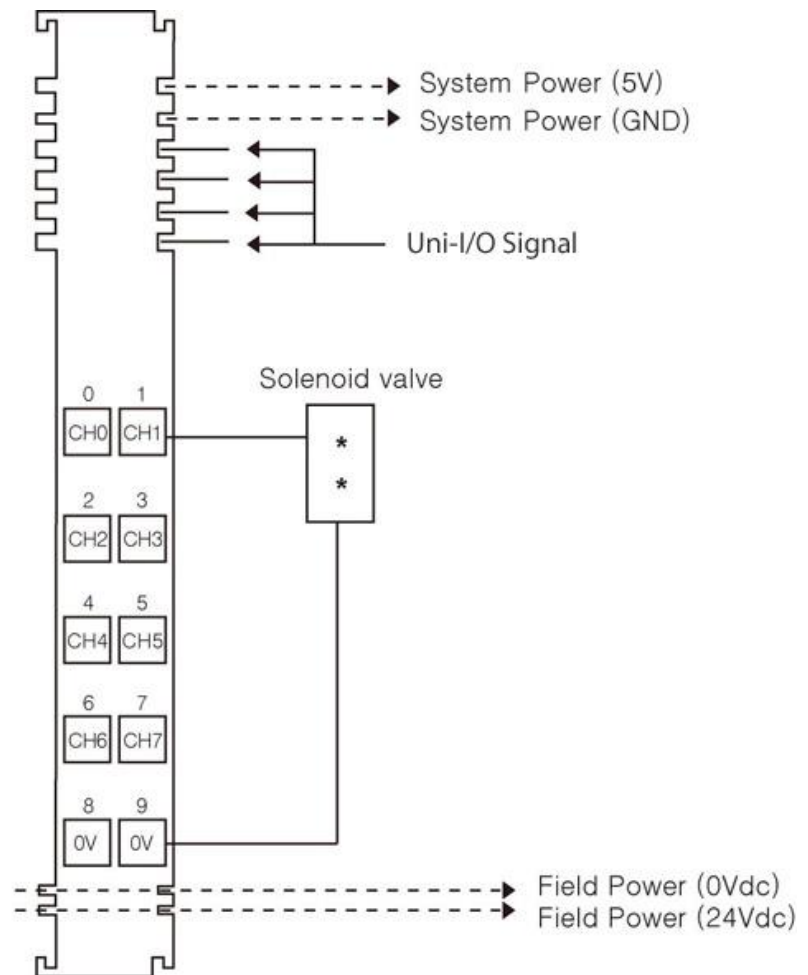 System Power (5V)
System Power (GND)
Uni-I/O Signal
Solenoid valve
0 1
CH0 CH1
*
*
2 3
CH2 CH3
4 5
CH4 CH5
6 7
CH6 CH7
8 9
0V 0V
Field Power (0Vdc)
Field Power (24Vdc)